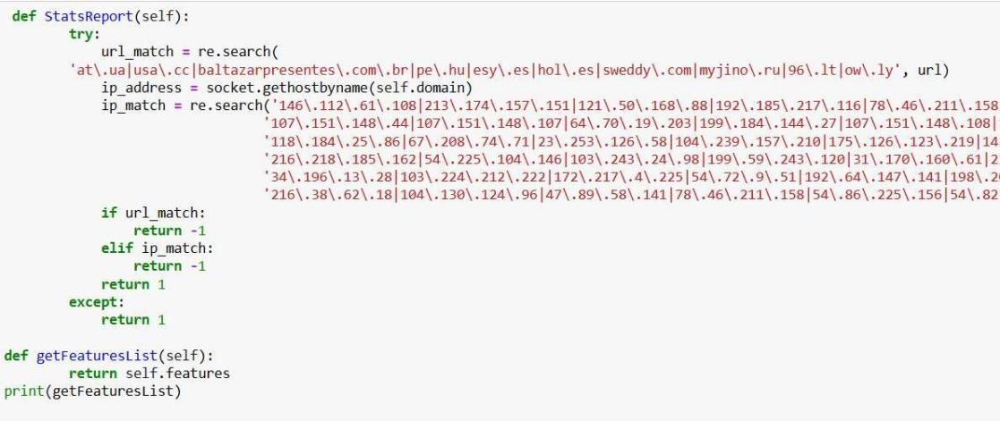 def StatsReport(self):
try:
url_match = re.search(
'at\.ua|usa\.cc|baltazarpresentes\.com\.br|pe\.hu|esy\.es|hol\.es|sweddy\.com|myjino\.ru|96\.lt|ow\.ly', url)
ip_address = socket.gethostbyname(self.domain)
ip_match = re.search('146\.112\.61\.108|213\.174\.157\.151|121\.50\.168\.88|192\.185\.217\.116|78\.46\.211\.158
'107\.151\.148\.44|107\.151\.148\.107|64\.70\.19\.203|199\.184\.144\.27|107\.151\.148\.108|
'118\.184\.25\.86|67\.208\.74\.71|23\.253\.126\.58|104\.239\.157\.210|175\.126\.123\.219|14
'216\.218\.185\.162|54\.225\.104\.146|103\.243\.24\.98|199\.59\.243\.120|31\.170\.160\.61|2
'34\.196\.13\.28|103\.224\.212\.222|172\.217\.4\.225|54\.72\.9\.51|192\.64\.147\.141|198\.2
'216\.38\.62\.18|104\.130\.124\.96|47\.89\.58\.141|78\.46\.211\.158|54\.86\.225\.156|54\.82
if url_match:
return -1
elif ip_match:
return -1
return 1
except:
return 1
def getFeaturesList(self):
return self.features
print(getFeaturesList)